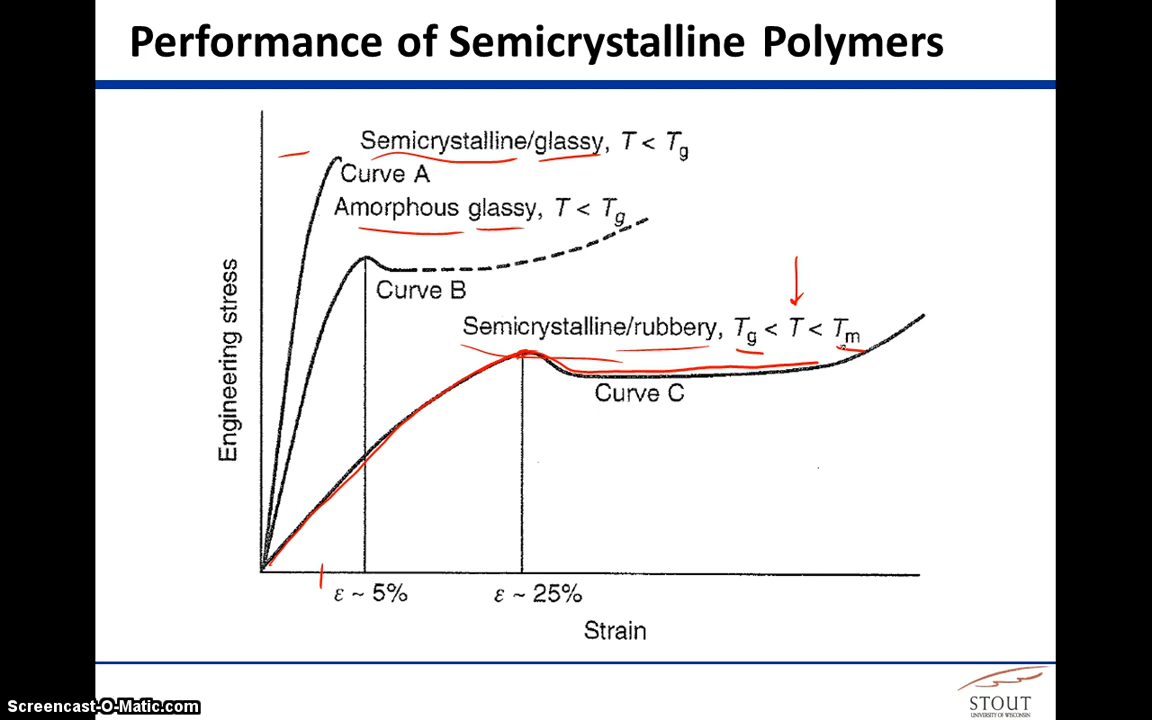 Performance of Semicrystalline Polymers
Semicrystalline/glassy, T < Tg
Curve A
Amorphous glassy, T < Tg
Curve B
Semicrystalline/rubbery, Tg < T < Tm
Curve C
Engineering stress
ε ~ 5%
ε ~ 25%
Strain
STOUT
UNIVERSITY OF WISCONSIN
Screencast-O-Matic.com